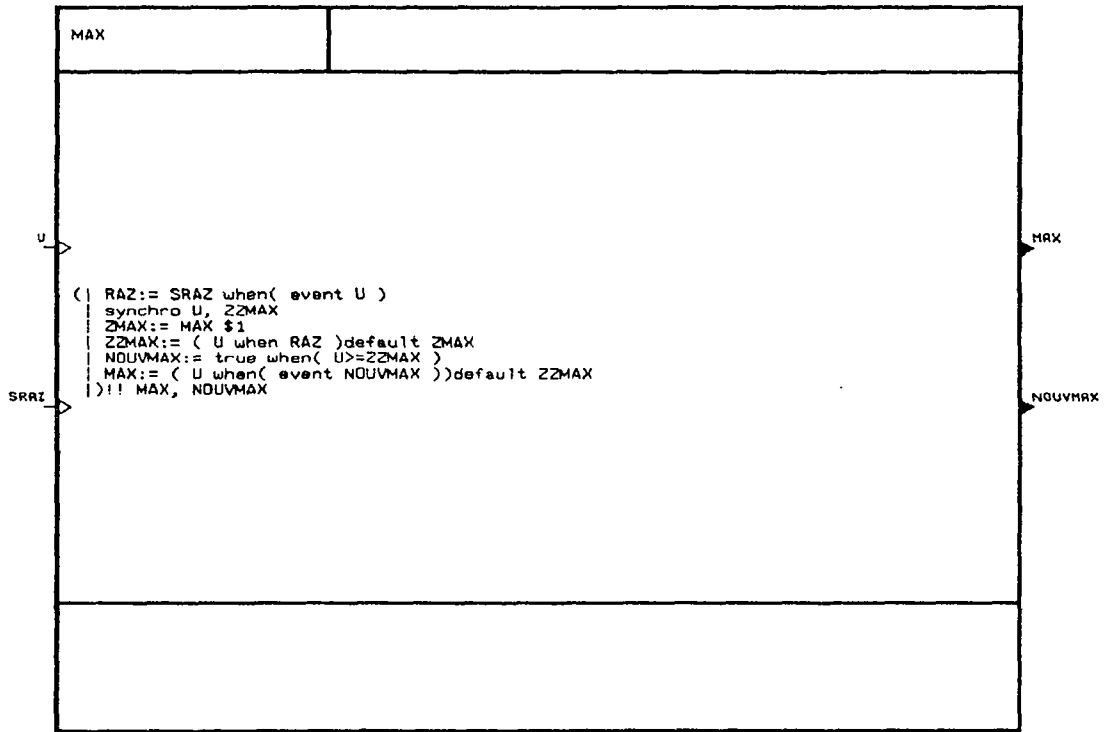 MAX
U
MAX
(| RAZ:= SRAZ when( event U )
| synchro U, ZZMAX
| ZMAX:= MAX $1
| ZZMAX:= ( U when RAZ )default ZMAX
| NOUVMAX:= true when( U>=ZZMAX )
| MAX:= ( U when( event NOUVMAX ))default ZZMAX
|)!! MAX, NOUVMAX
SRAZ
NOUVMAX